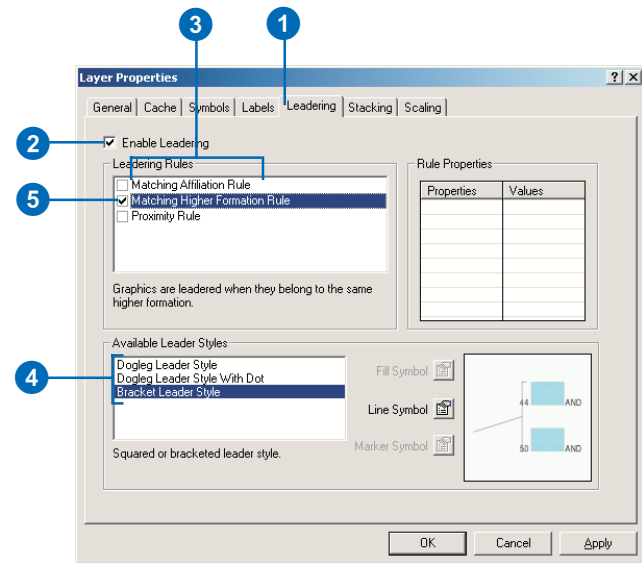 3
1
Layer Properties
General Cache Symbols Labels Leadering Stacking Scaling
2
Enable Leadering
3
Leadering Rules
Matching Affiliation Rule
5
Matching Higher Formation Rule
Proximity Rule
Graphics are leadered when they belong to the same
higher formation.
Rule Properties
Properties Values
Available Leader Styles
4
Dogleg Leader Style
Dogleg Leader Style With Dot
Bracket Leader Style
Squared or bracketed leader style.
Fill Symbol
Line Symbol
Marker Symbol
44 AND
50 AND
OK Cancel Apply